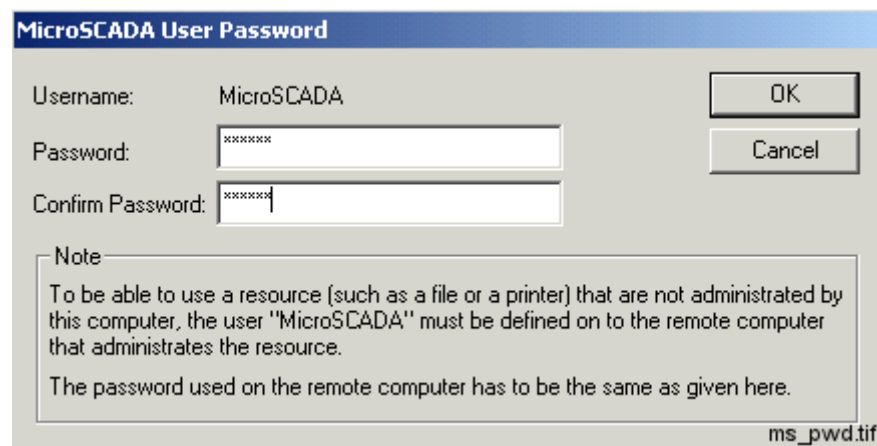 MicroSCADA User Password
Username: MicroSCADA
OK
Password: ******
Cancel
Confirm Password: ******
Note
To be able to use a resource (such as a file or a printer) that are not administrated by
this computer, the user "MicroSCADA" must be defined on to the remote computer
that administrates the resource.
The password used on the remote computer has to be the same as given here.
ms_pwd.tif